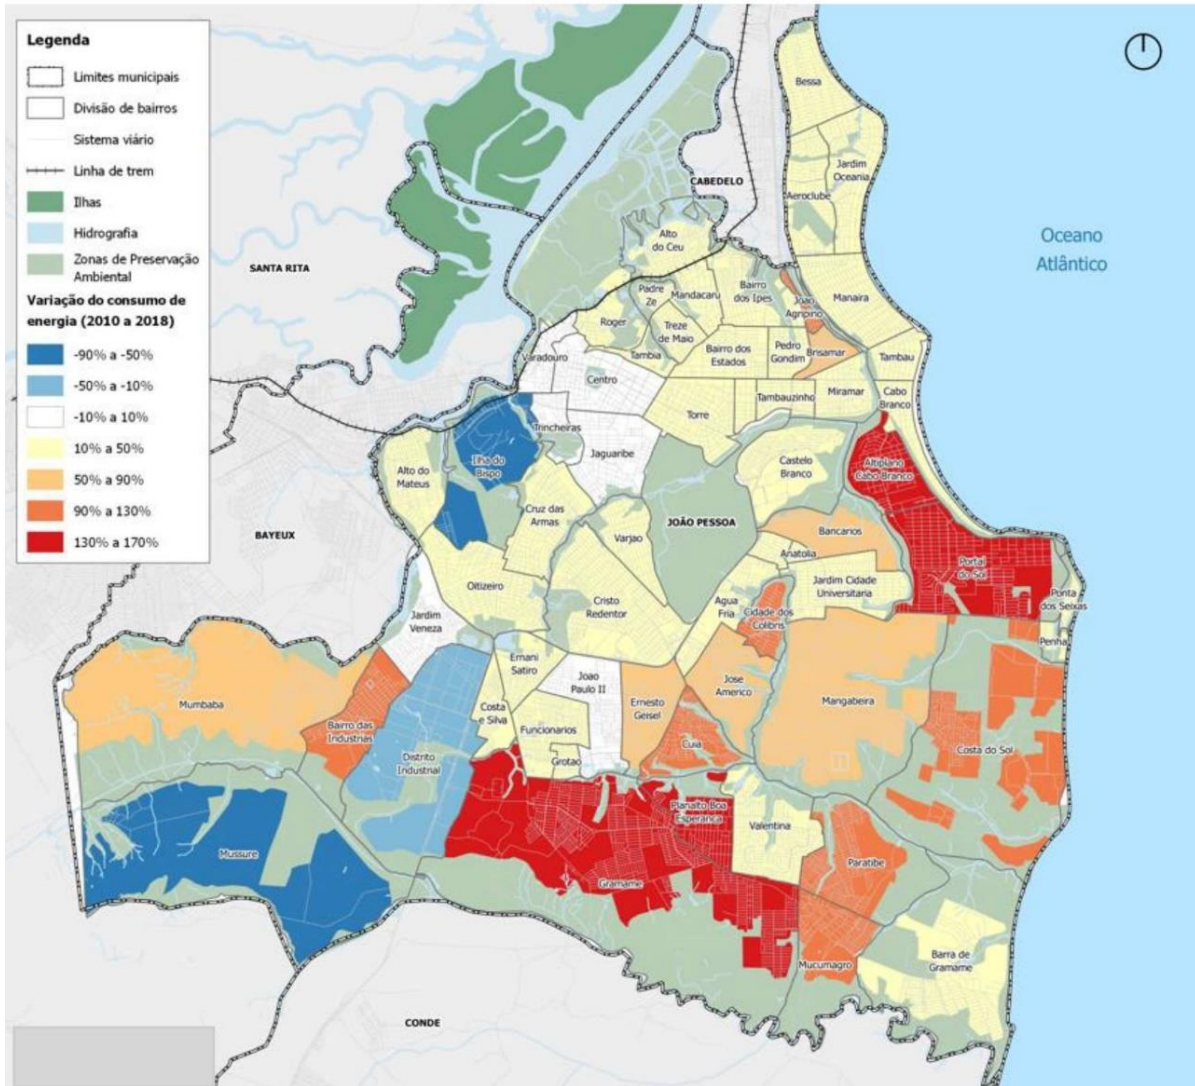 Legenda
Limites municipais
Divisão de bairros
Sistema viário
Linha de trem
Ilhas
Hidrografia
Zonas de Preservação
Ambiental
Variação do consumo de
energia (2010 a 2018)
-90% a -50%
-50% a -10%
-10% a 10%
10% a 50%
50% a 90%
90% a 130%
130% a 170%
Bessa
Jardim
Oceania
Aeroclube
CABEDELO
Oceano
Atlântico
SANTA RITA
Alto
do Ceu
Padre
Ze
Mandacaru
Bairro
dos Ipes
Joao
Agripino
Manaira
Roger
Treze
de Maio
Tambia
Bairro dos
Estados
Pedro
Gondim
Brisamar
Tambau
Varadouro
Centro
Torre
Tambauzinho
Miramar
Cabo
Branco
Trincheiras
Jaguaribe
Ilha do
Bispo
Alto do
Mateus
Castelo
Branco
Altiplano
Cabo Branco
Cruz das
Armas
Varjao
JOÃO PESSOA
Bancarios
BAYEUX
Anatolia
Portal
do Sol
Oitizeiro
Jardim Cidade
Universitaria
Ponta
dos Seixas
Jardim
Veneza
Cristo
Redentor
Agua
Fria
Cidade dos
Colibris
Penha
Ernani
Satiro
Joao
Paulo II
Jose
Americo
Mumbaba
Costa
e Silva
Ernesto
Geisel
Mangabeira
Bairro das
Industrias
Funcionarios
Cuia
Costa do Sol
Distrito
Industrial
Grotao
Planalto Boa
Esperanca
Valentina
Mussure
Gramame
Paratibe
Barra de
Gramame
Mucumagro
CONDE